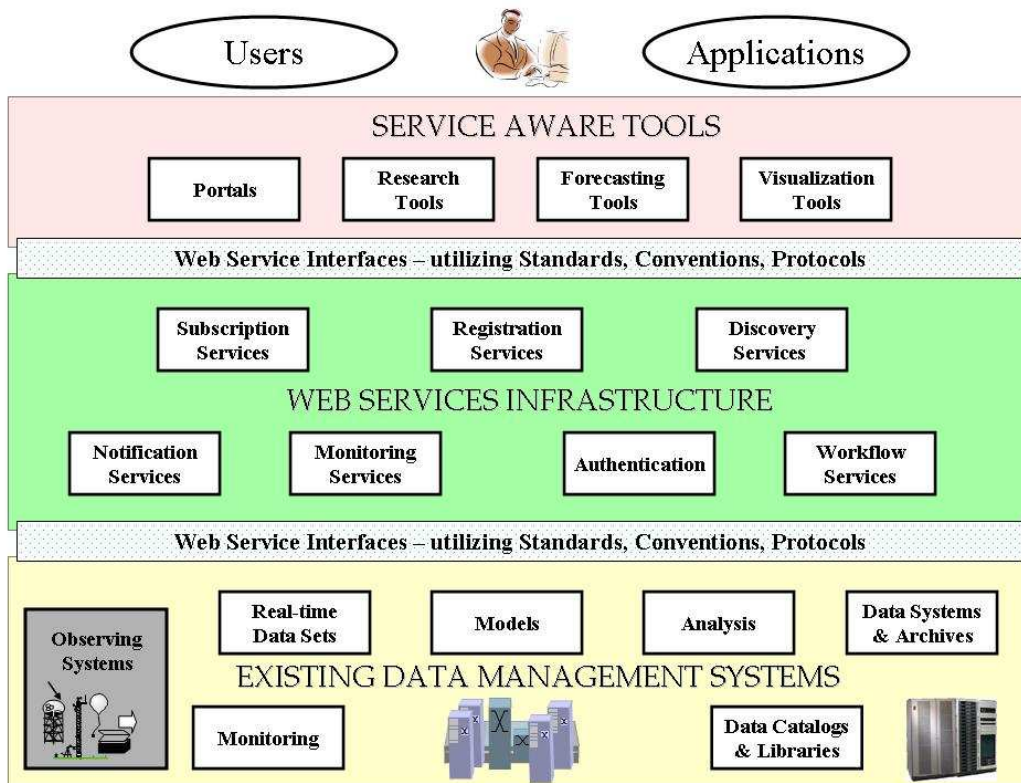 Users
Applications
SERVICE AWARE TOOLS
Portals
Research
Tools
Forecasting
Tools
Visualization
Tools
Web Service Interfaces – utilizing Standards, Conventions, Protocols
Subscription
Services
Registration
Services
Discovery
Services
WEB SERVICES INFRASTRUCTURE
Notification
Services
Monitoring
Services
Authentication
Workflow
Services
Web Service Interfaces – utilizing Standards, Conventions, Protocols
Observing
Systems
Real-time
Data Sets
Models
Analysis
Data Systems
& Archives
EXISTING DATA MANAGEMENT SYSTEMS
Monitoring
Data Catalogs
& Libraries